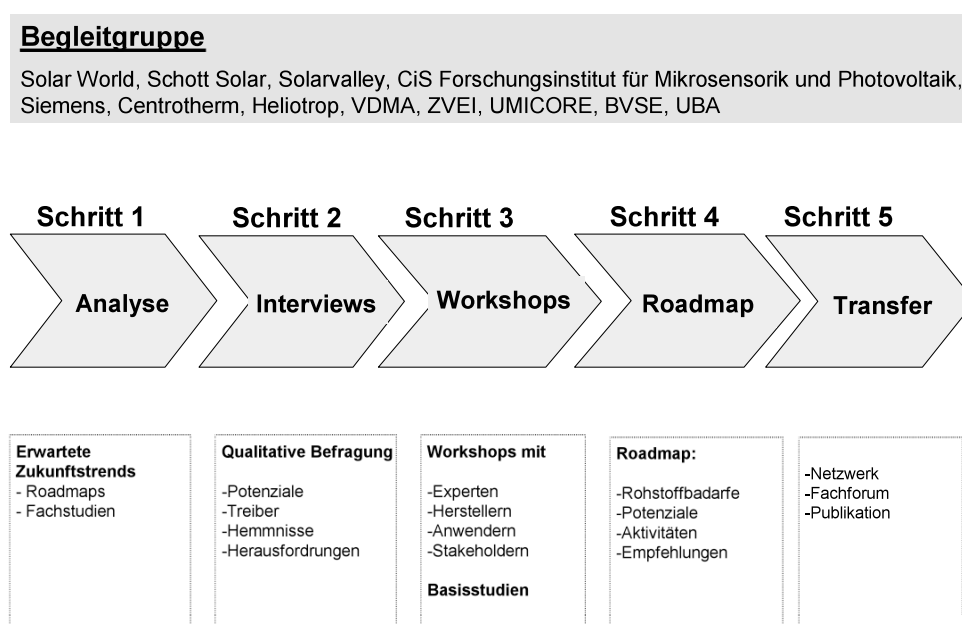 Begleitgruppe
Solar World, Schott Solar, Solarvalley, CiS Forschungsinstitut für Mikrosensorik und Photovoltaik,
Siemens, Centrotherm, Heliotrop, VDMA, ZVEI, UMICORE, BVSE, UBA
Schritt 1
Schritt 2
Schritt 3
Schritt 4
Schritt 5
Analyse
Interviews
Workshops
Roadmap
Transfer
Erwartete
Zukunftstrends
- Roadmaps
- Fachstudien
Qualitative Befragung
-Potenziale
-Treiber
-Hemmnisse
-Herausfordrungen
Workshops mit
-Experten
-Herstellern
-Anwendern
-Stakeholdern
Basisstudien
Roadmap:
-Rohstoffbadarfe
-Potenziale
-Aktivitäten
-Empfehlungen
-Netzwerk
-Fachforum
-Publikation